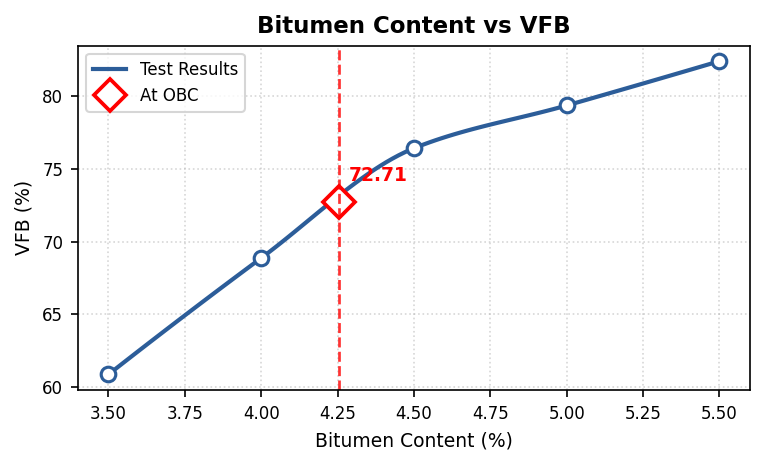 Bitumen Content vs VFB
Test Results
At OBC
72.71
VFB (%)
80
75
70
65
60
3.50 3.75 4.00 4.25 4.50 4.75 5.00 5.25 5.50
Bitumen Content (%)